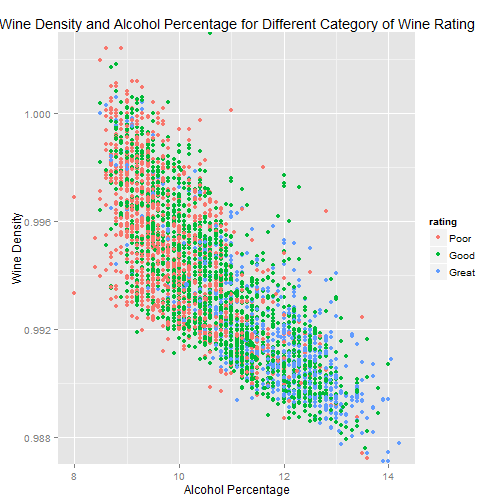 Wine Density and Alcohol Percentage for Different Category of Wine Rating
1.000
0.996
0.992
0.988
Wine Density
8
10
12
14
Alcohol Percentage
rating
Poor
Good
Great